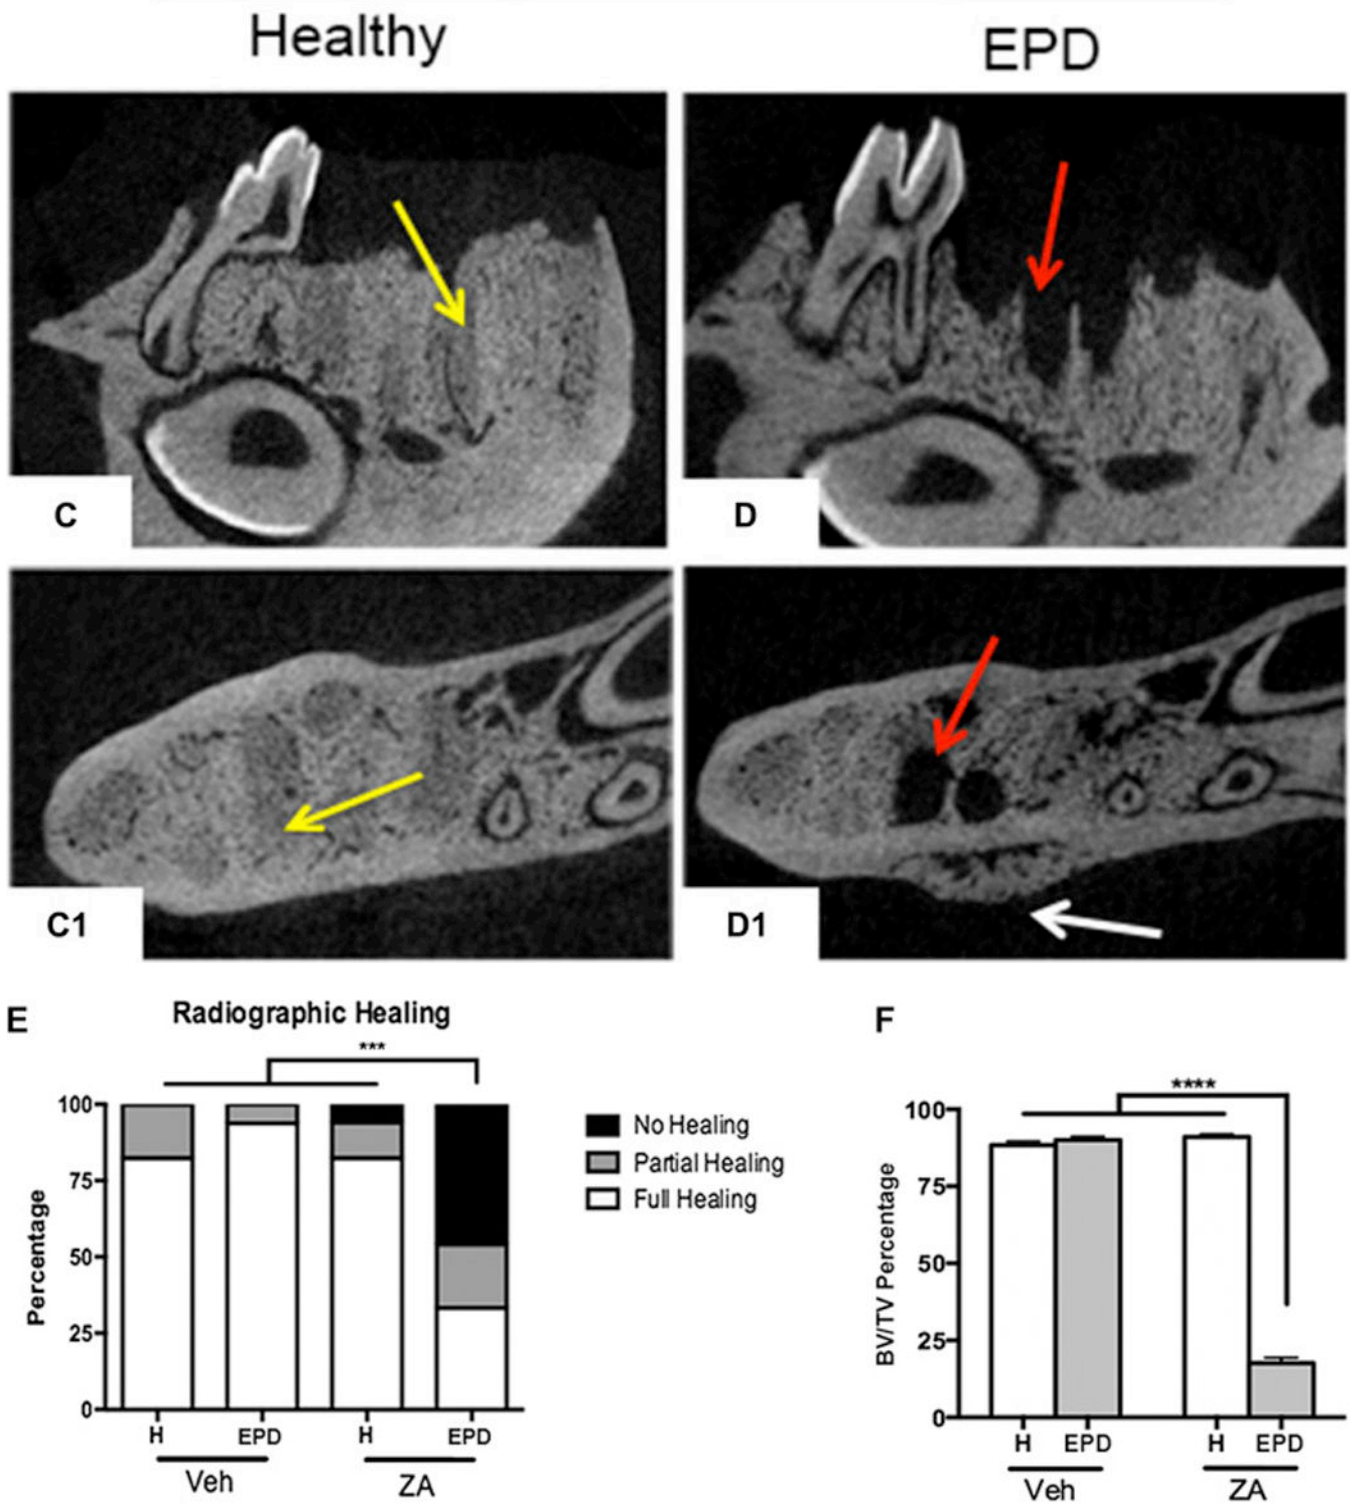 Healthy
EPD
C
D
C1
D1
E
Radiographic Healing
***
100
75
50
25
0
Percentage
H
EPD
H
EPD
Veh
ZA
No Healing
Partial Healing
Full Healing
F
****
100
75
50
25
0
BV/TV Percentage
H
EPD
H
EPD
Veh
ZA